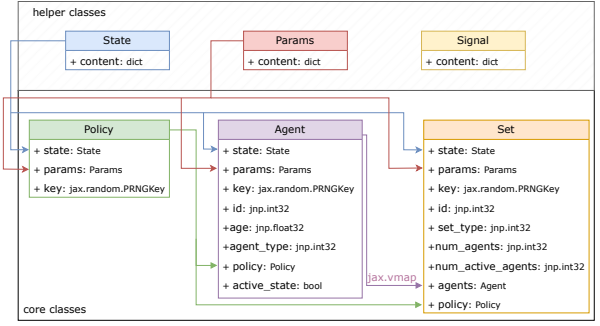 helper classes
State
+ content: dict
Params
+ content: dict
Signal
+ content: dict
Policy
+ state: State
+ params: Params
+ key: jax.random.PRNGKey
Agent
+ state: State
+ params: Params
+ key: jax.random.PRNGKey
+ id: jnp.int32
+ age: jnp.float32
+agent_type: jnp.int32
+ policy: Policy
+ active_state: bool
jax.vmap
Set
+ state: State
+ params: Params
+ key: jax.random.PRNGKey
+ id: jnp.int32
+ set_type: jnp.int32
+num_agents: jnp.int32
+num_active_agents: jnp.int32
+ agents: Agent
+ policy: Policy
core classes